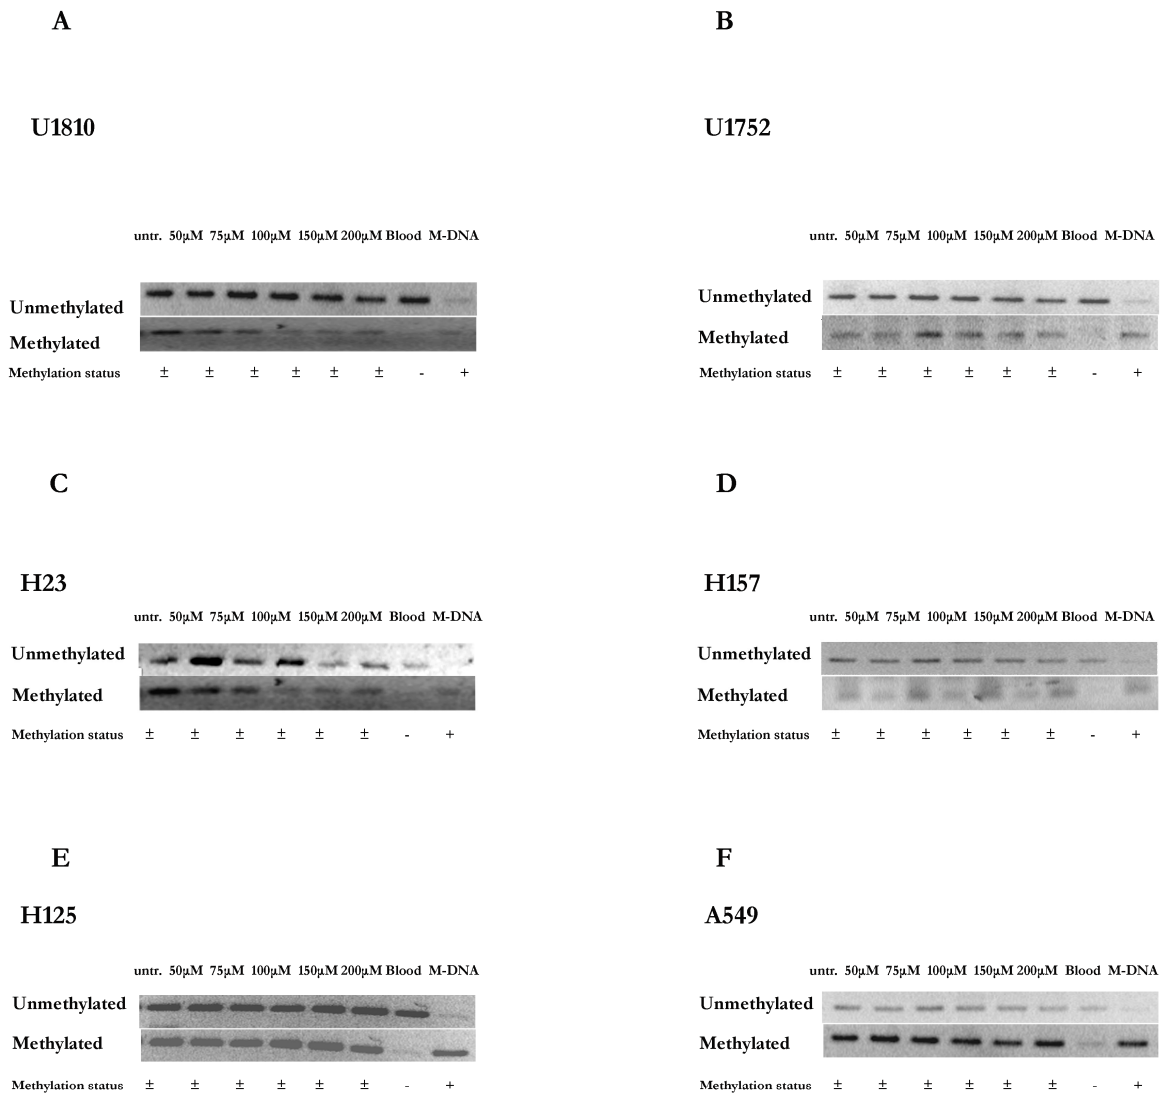 A
U1810
untr. 50µM 75µM 100µM 150µM 200µM Blood M-DNA
Unmethylated
Methylated
Methylation status ± ± ± ± ± ± - +
B
U1752
untr. 50µM 75µM 100µM 150µM 200µM Blood M-DNA
Unmethylated
Methylated
Methylation status ± ± ± ± ± ± - +
C
H23
untr. 50µM 75µM 100µM 150µM 200µM Blood M-DNA
Unmethylated
Methylated
Methylation status ± ± ± ± ± ± - +
D
H157
untr. 50µM 75µM 100µM 150µM 200µM Blood M-DNA
Unmethylated
Methylated
Methylation status ± ± ± ± ± ± - +
E
H125
untr. 50µM 75µM 100µM 150µM 200µM Blood M-DNA
Unmethylated
Methylated
Methylation status ± ± ± ± ± ± - +
F
A549
untr. 50µM 75µM 100µM 150µM 200µM Blood M-DNA
Unmethylated
Methylated
Methylation status ± ± ± ± ± ± - +